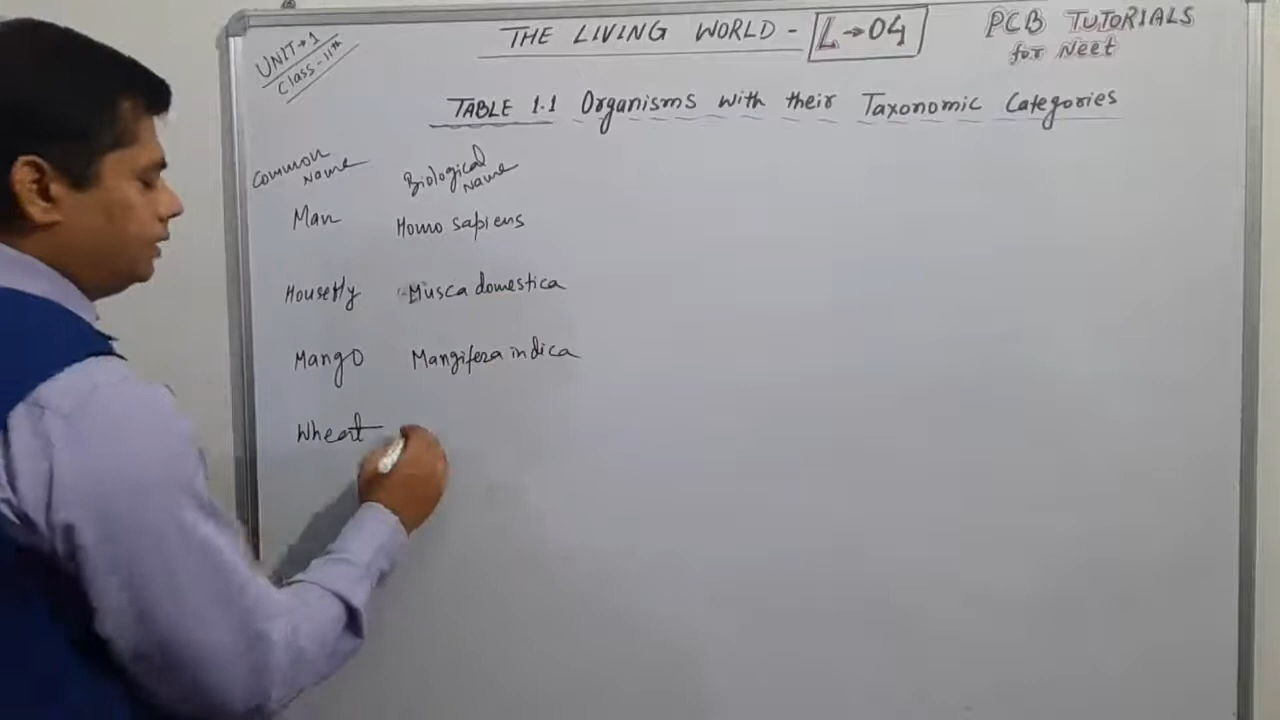 UNIT→1
Class-11th
THE LIVING WORLD - L→04
PCB TUTORIALS
for Neet
TABLE 1.1 Organisms with their Taxonomic Categories
Common Name
Biological Name
Man Homo sapiens
Housefly Musca domestica
Mango Mangifera indica
Wheat